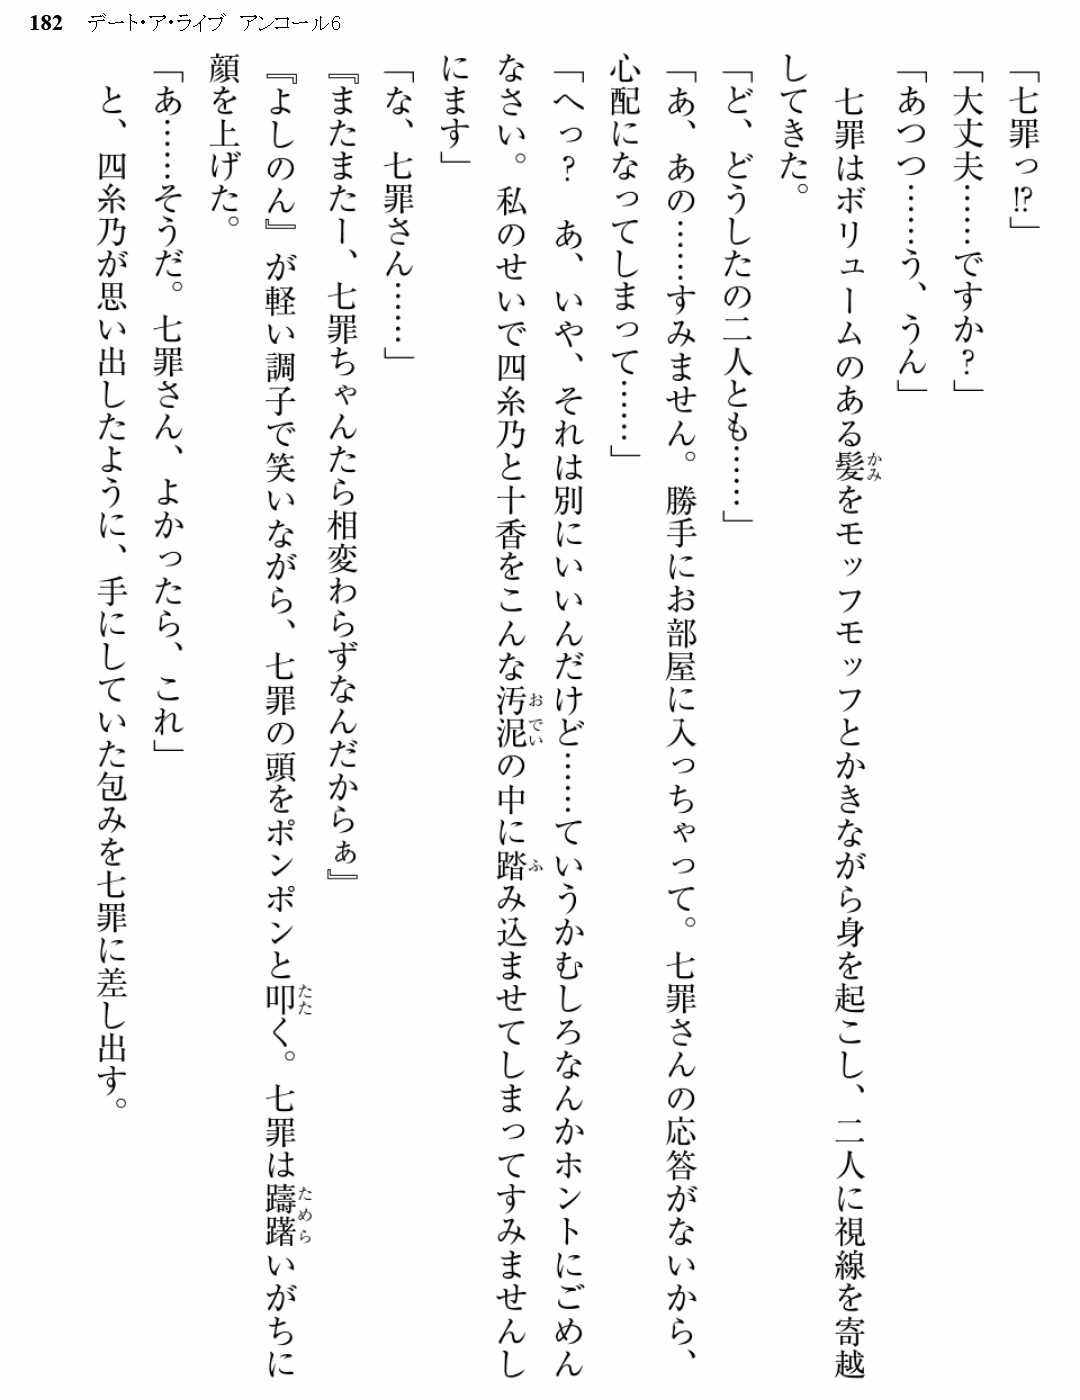 182 デート・ア・ライブ アンコール6
「七罪っ!?」
「大丈夫……ですか？」
「あつつ……う、うん」
　七罪はボリュームのある髪をモッフモッフとかきながら身を起こし、二人に視線を寄越
してきた。
「ど、どうしたの二人とも……」
「あ、あの……すみません。勝手にお部屋に入っちゃって。七罪さんの応答がないから、
心配になってしまって……」
「へっ？　あ、いや、それは別にいいんだけど……ていうかむしろなんかホントにごめん
なさい。私のせいで四糸乃と十香をこんな汚泥の中に踏み込ませてしまってすみませんし
にます」
「な、七罪さん……」
『またまたー、七罪ちゃんたら相変わらずなんだからぁ』
『よしのん』が軽い調子で笑いながら、七罪の頭をポンポンと叩く。七罪は躊躇いがちに
顔を上げた。
「あ……そうだ。七罪さん、よかったら、これ」
　と、四糸乃が思い出したように、手にしていた包みを七罪に差し出す。